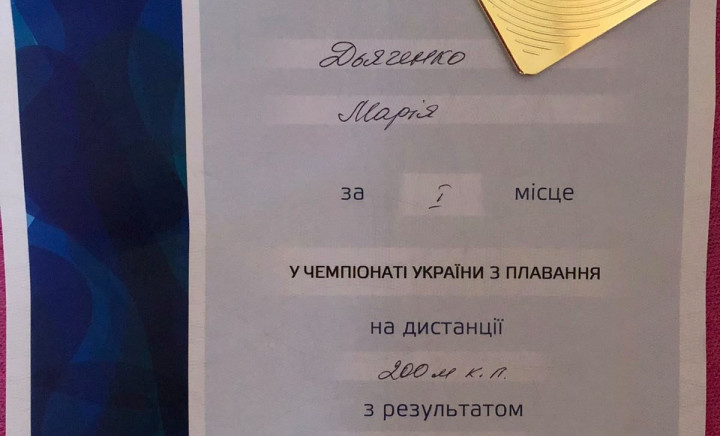 Дьяченко
Марія
за I місце
У ЧЕМПІОНАТІ УКРАЇНИ З ПЛАВАННЯ
на дистанції
200 м к.п.
з результатом